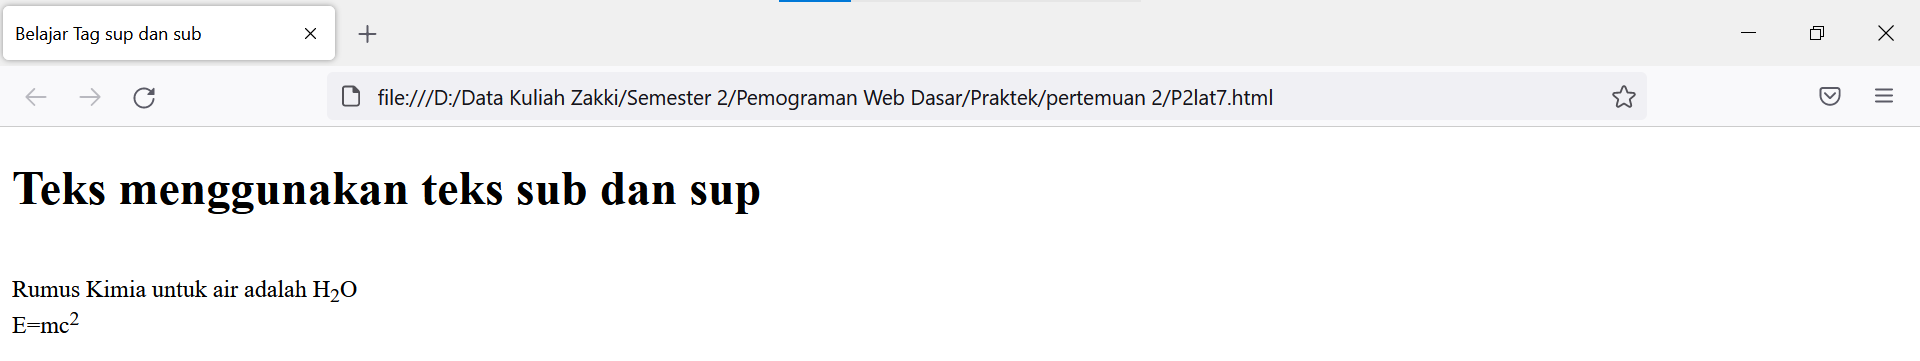 Belajar Tag sup dan sub
file:///D:/Data Kuliah Zakki/Semester 2/Pemograman Web Dasar/Praktek/pertemuan 2/P2lat7.html
Teks menggunakan teks sub dan sup
Rumus Kimia untuk air adalah H₂O
E=mc²